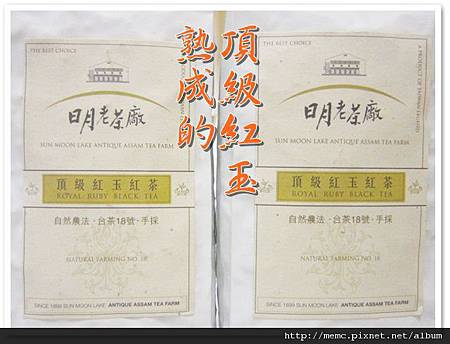 頂級紅玉
熟成的
THE BEST CHOICE
日月老茶廠
SUN MOON LAKE ANTIQUE ASSAM TEA FARM
頂級紅玉紅茶
ROYAL RUBY BLACK TEA
自然農法·台茶18號·手採
NATURAL FARMING NO. 18
SINCE 1899 SUN MOON LAKE ANTIQUE ASSAM TEA FARM
THE BEST CHOICE
日月老茶廠
SUN MOON LAKE ANTIQUE ASSAM TEA FARM
頂級紅玉紅茶
ROYAL RUBY BLACK TEA
自然農法·台茶18號·手採
NATURAL FARMING NO. 18
SINCE 1899 SUN MOON LAKE ANTIQUE ASSAM TEA FARM
http://memc.pixnet.net/album